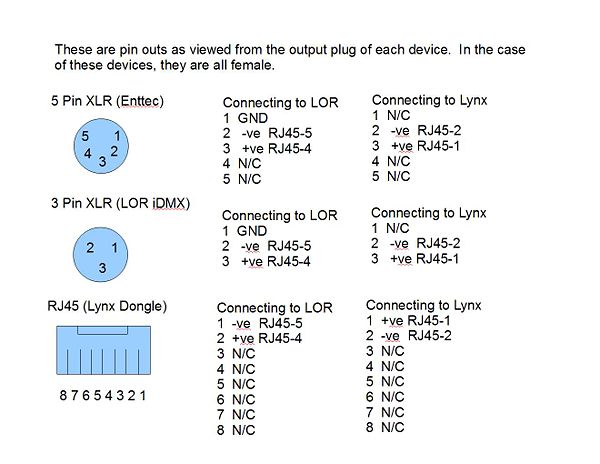 These are pin outs as viewed from the output plug of each device. In the case
of these devices, they are all female.
5 Pin XLR (Enttec)
5 1
4 2
3
Connecting to LOR
1 GND
2 -ve RJ45-5
3 +ve RJ45-4
4 N/C
5 N/C
Connecting to Lynx
1 N/C
2 -ve RJ45-2
3 +ve RJ45-1
4 N/C
5 N/C
3 Pin XLR (LOR iDMX)
2 1
3
Connecting to LOR
1 GND
2 -ve RJ45-5
3 +ve RJ45-4
Connecting to Lynx
1 N/C
2 -ve RJ45-2
3 +ve RJ45-1
RJ45 (Lynx Dongle)
8 7 6 5 4 3 2 1
Connecting to LOR
1 -ve RJ45-5
2 +ve RJ45-4
3 N/C
4 N/C
5 N/C
6 N/C
7 N/C
8 N/C
Connecting to Lynx
1 +ve RJ45-1
2 -ve RJ45-2
3 N/C
4 N/C
5 N/C
6 N/C
7 N/C
8 N/C